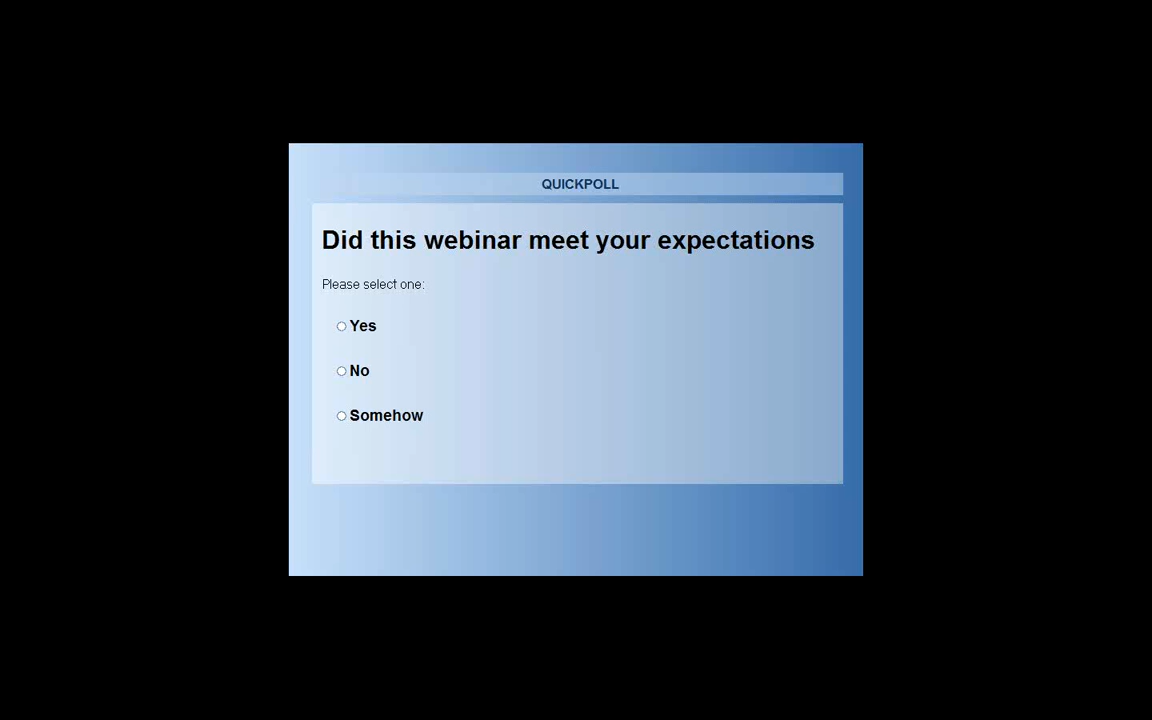 QUICKPOLL
Did this webinar meet your expectations
Please select one:
Yes
No
Somehow